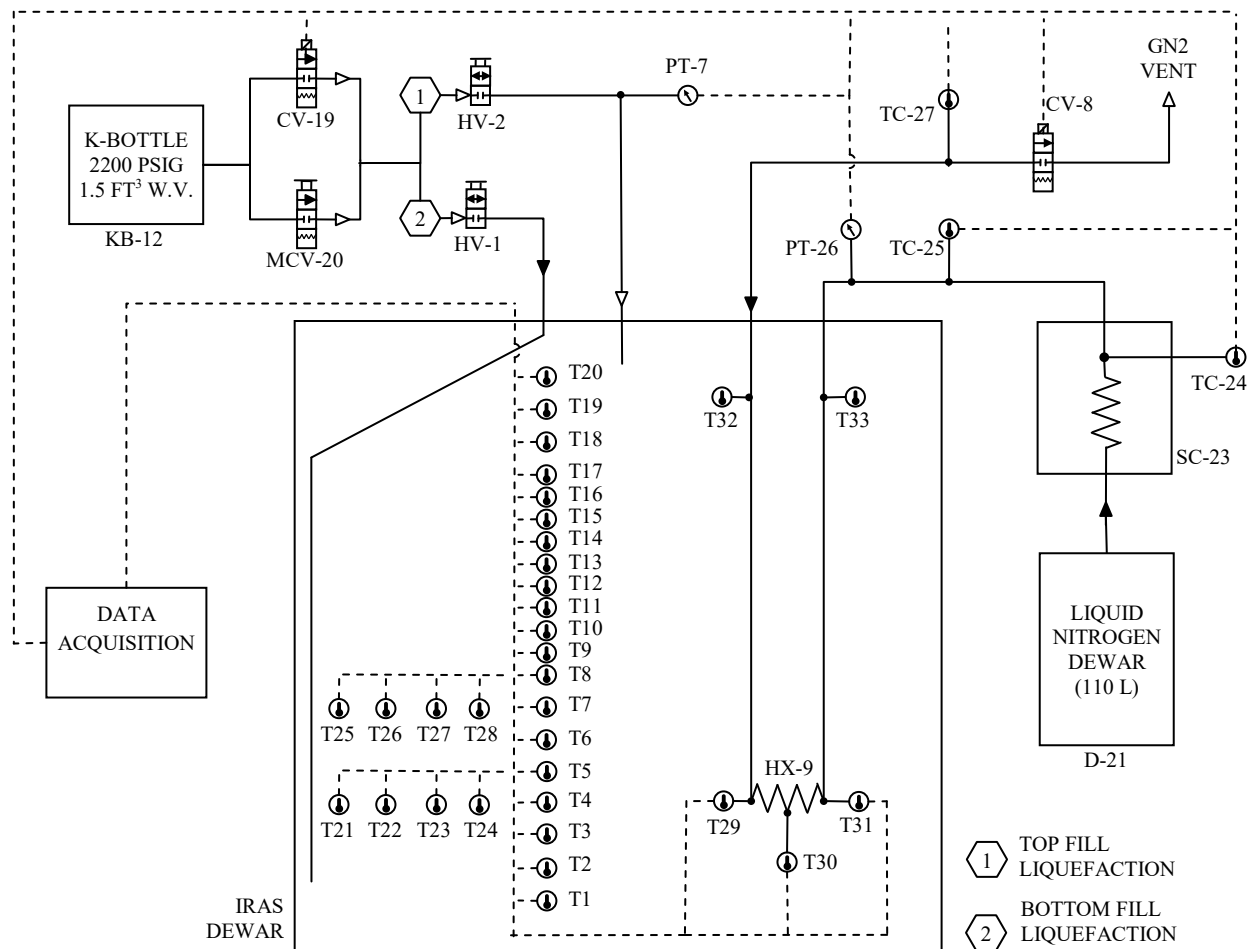 GN2
VENT
PT-7
CV-8
TC-27
CV-19
HV-2
1
K-BOTTLE
2200 PSIG
1.5 FT³ W.V.
KB-12
2
HV-1
MCV-20
PT-26
TC-25
TC-24
SC-23
T20
T19
T18
T17
T16
T15
T14
T13
T12
T11
T10
T9
T8
T7
T6
T5
T4
T3
T2
T1
T32
T33
T25
T26
T27
T28
T21
T22
T23
T24
HX-9
T29
T31
T30
DATA
ACQUISITION
LIQUID
NITROGEN
DEWAR
(110 L)
D-21
IRAS
DEWAR
1
TOP FILL
LIQUEFACTION
2
BOTTOM FILL
LIQUEFACTION